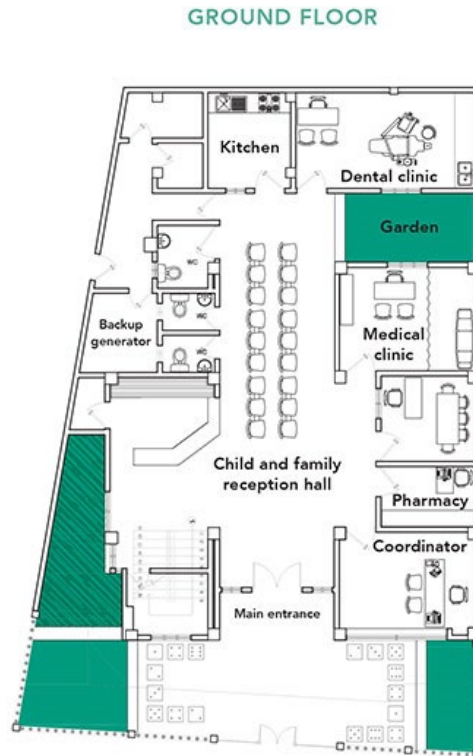 GROUND FLOOR
Kitchen
Dental clinic
Garden
WC
Backup
generator
WC
WC
Medical
clinic
Child and family
reception hall
Pharmacy
Coordinator
Main entrance